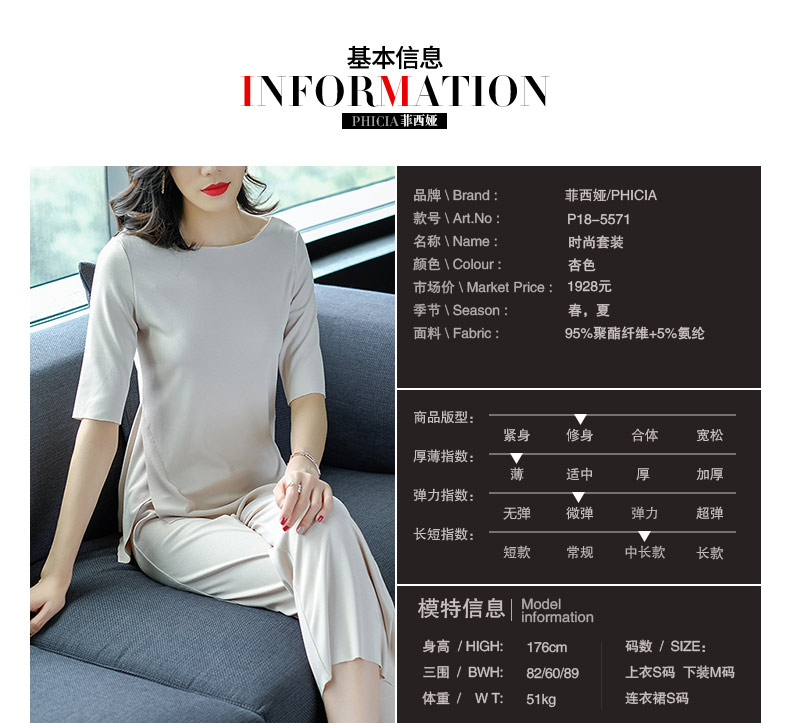 基本信息
INFORMATION
PHICIA菲西娅
品牌 \ Brand : 菲西娅/PHICIA
款号 \ Art.No : P18-5571
名称 \ Name : 时尚套装
颜色 \ Colour : 杏色
市场价 \ Market Price : 1928元
季节 \ Season : 春，夏
面料 \ Fabric : 95%聚酯纤维+5%氨纶
商品版型：
紧身 修身 合体 宽松
厚薄指数：
薄 适中 厚 加厚
弹力指数：
无弹 微弹 弹力 超弹
长短指数：
短款 常规 中长款 长款
模特信息 Model information
身高 / HIGH: 176cm 码数 / SIZE：
三围 / BWH: 82/60/89 上衣S码 下装M码
体重 / W T: 51kg 连衣裙S码